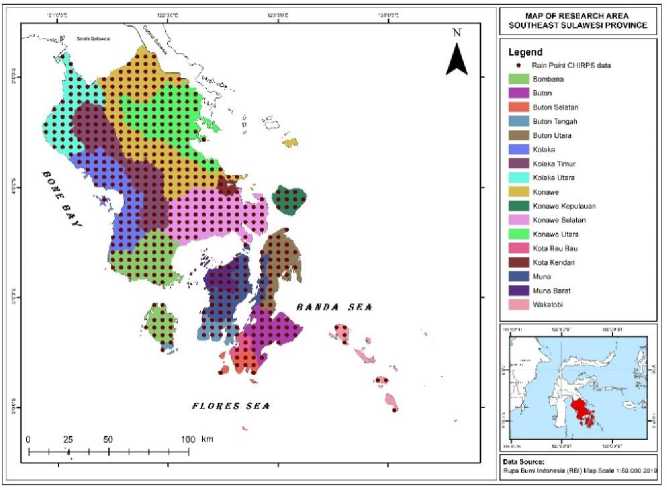 MAP OF RESEARCH AREA
SOUTHEAST SULAWESI PROVINCE
Legend
Rain Point CHIRPS data
Bombana
Buton
Buton Selatan
Buton Tengah
Buton Utara
Kolaka
Kolaka Timur
Kolaka Utara
Konawe
Konawe Kepulauan
Konawe Selatan
Konawe Utara
Kota Bau Bau
Kota Kendari
Muna
Muna Barat
Wakatobi
N
BONE BAY
BANDA SEA
FLORES SEA
0 25 50 100 km
Data Source:
Rupa Bumi Indonesia (RBI) Map Scale 1:50.000 2019